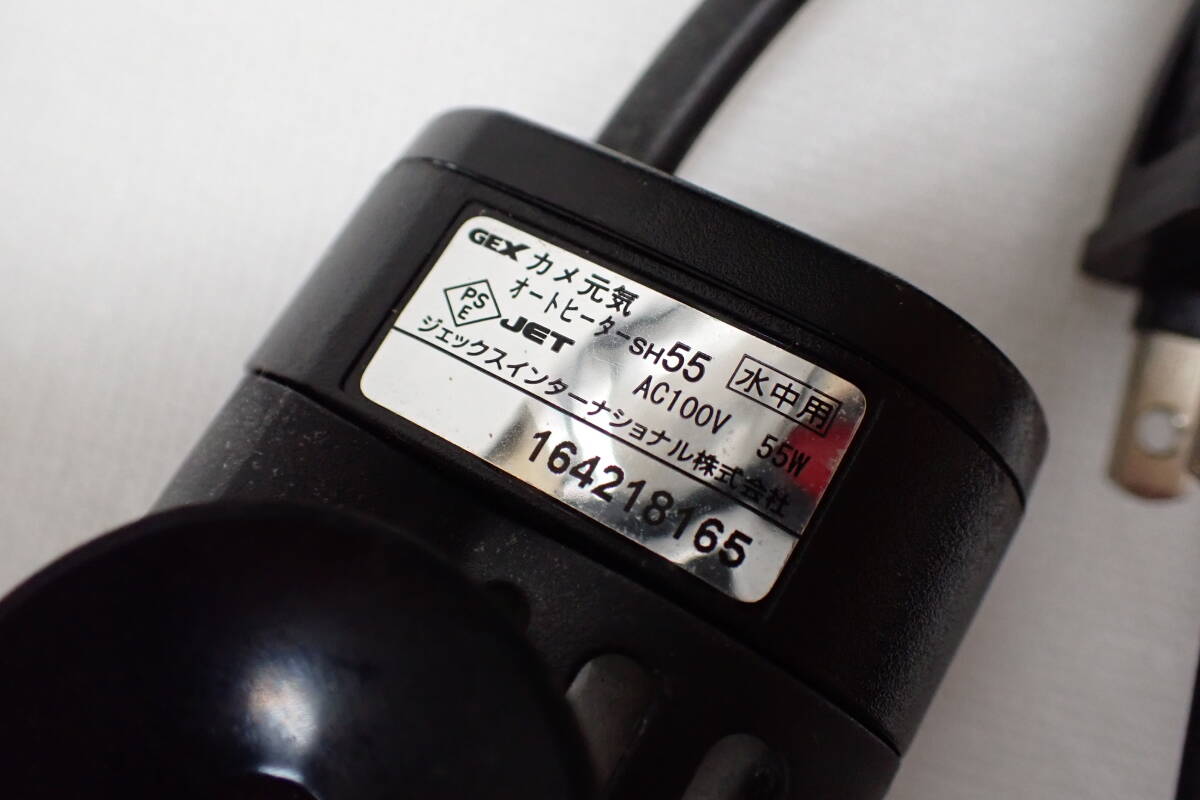 GEX カメ元気
オートヒーターSH55 水中用
PSE JET AC100V 55W
ジェックスインターナショナル株式会社
164218165